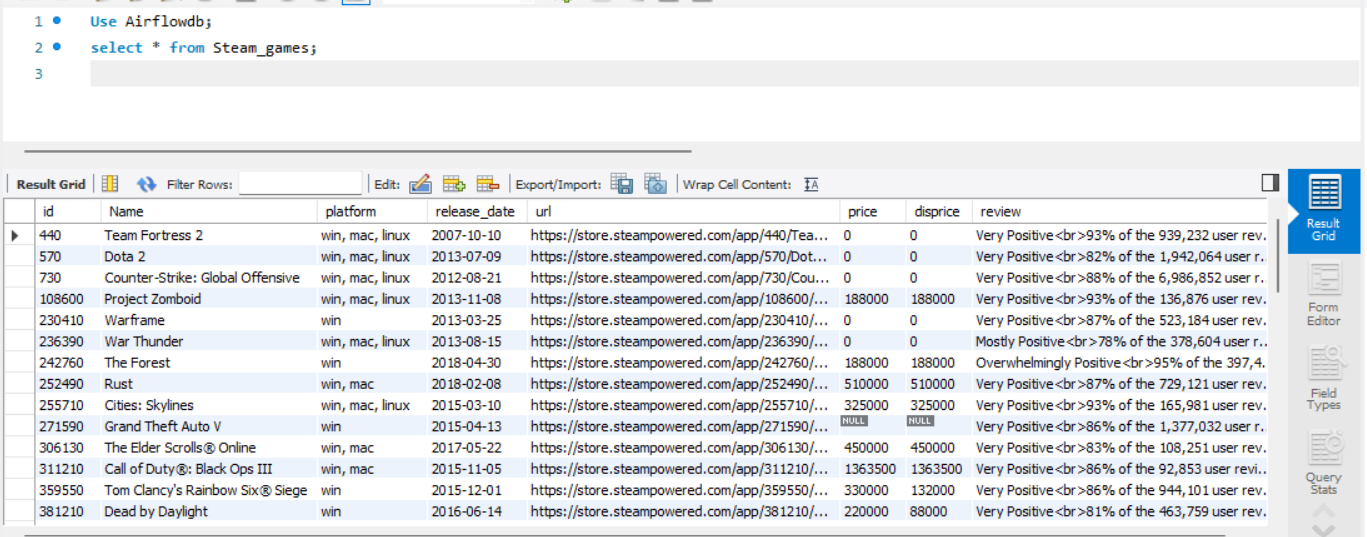 1 Use Airflowdb;
2 select * from Steam_games;
3
Result Grid Filter Rows: Edit: Export/Import: Wrap Cell Content: IA
id Name platform release_date url price disprice review
440 Team Fortress 2 win, mac, linux 2007-10-10 https://store.steampowered.com/app/440/Tea... 0 0 Very Positive<br>93% of the 939,232 user rev.
570 Dota 2 win, mac, linux 2013-07-09 https://store.steampowered.com/app/570/Dot... 0 0 Very Positive<br>82% of the 1,942,064 user r...
730 Counter-Strike: Global Offensive win, mac, linux 2012-08-21 https://store.steampowered.com/app/730/Cou... 0 0 Very Positive<br>88% of the 6,986,852 user r...
108600 Project Zomboid win, mac, linux 2013-11-08 https://store.steampowered.com/app/108600/... 188000 188000 Very Positive<br>93% of the 136,876 user rev.
230410 Warframe win 2013-03-25 https://store.steampowered.com/app/230410/... 0 0 Very Positive<br>87% of the 523,184 user rev.
236390 War Thunder win, mac, linux 2013-08-15 https://store.steampowered.com/app/236390/... 0 0 Mostly Positive<br>78% of the 378,604 user r...
242760 The Forest win 2018-04-30 https://store.steampowered.com/app/242760/... 188000 188000 Overwhelmingly Positive<br>95% of the 397,4.
252490 Rust win, mac 2018-02-08 https://store.steampowered.com/app/252490/... 510000 510000 Very Positive<br>87% of the 729,121 user rev.
255710 Cities: Skylines win, mac, linux 2015-03-10 https://store.steampowered.com/app/255710/... 325000 325000 Very Positive<br>93% of the 165,981 user rev.
271590 Grand Theft Auto V win 2015-04-13 https://store.steampowered.com/app/271590/... NULL NULL Very Positive<br>86% of the 1,377,032 user r...
306130 The Elder Scrolls® Online win, mac 2017-05-22 https://store.steampowered.com/app/306130/... 450000 450000 Very Positive<br>83% of the 108,251 user rev.
311210 Call of Duty®: Black Ops III win, mac 2015-11-05 https://store.steampowered.com/app/311210/... 1363500 1363500 Very Positive<br>86% of the 92,853 user revi...
359550 Tom Clancy's Rainbow Six® Siege win 2015-12-01 https://store.steampowered.com/app/359550/... 330000 132000 Very Positive<br>86% of the 944,101 user rev.
381210 Dead by Daylight win 2016-06-14 https://store.steampowered.com/app/381210/... 220000 88000 Very Positive<br>81% of the 463,759 user rev.
Result
Grid
Form
Editor
Field
Types
Query
Stats